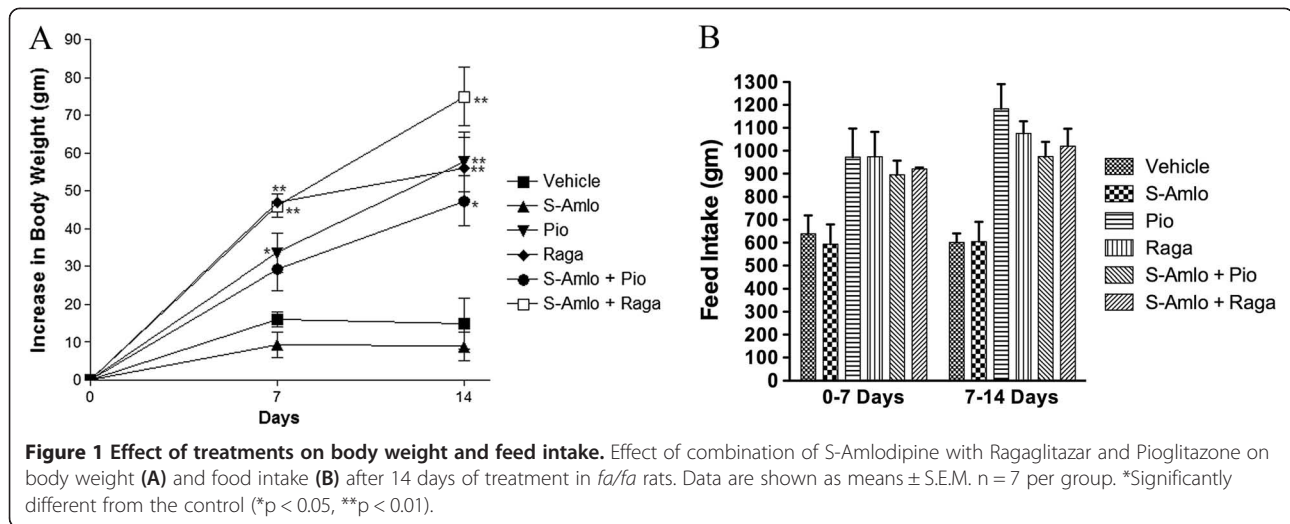 A
90
80
70
60
50
40
30
20
10
0
Increase in Body Weight (gm)
0
7
14
Days
**
**
*
**
**
**
*
Vehicle
S-Amlo
Pio
Raga
S-Amlo + Pio
S-Amlo + Raga
B
1300
1200
1100
1000
900
800
700
600
500
400
300
200
100
0
Feed Intake (gm)
0-7 Days
7-14 Days
Vehicle
S-Amlo
Pio
Raga
S-Amlo + Pio
S-Amlo + Raga
Figure 1 Effect of treatments on body weight and feed intake. Effect of combination of S-Amlodipine with Ragaglitazar and Pioglitazone on
body weight (A) and food intake (B) after 14 days of treatment in fa/fa rats. Data are shown as means ± S.E.M. n = 7 per group. *Significantly
different from the control (*p < 0.05, **p < 0.01).